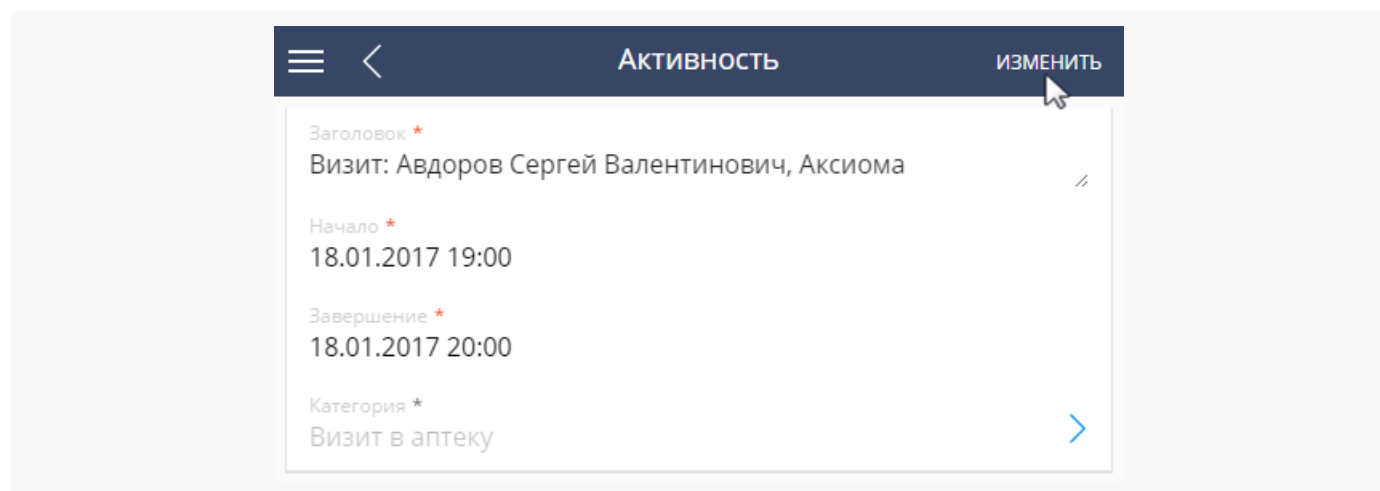 Активность
ИЗМЕНИТЬ
Заголовок *
Визит: Авдоров Сергей Валентинович, Аксиома
Начало *
18.01.2017 19:00
Завершение *
18.01.2017 20:00
Категория *
Визит в аптеку